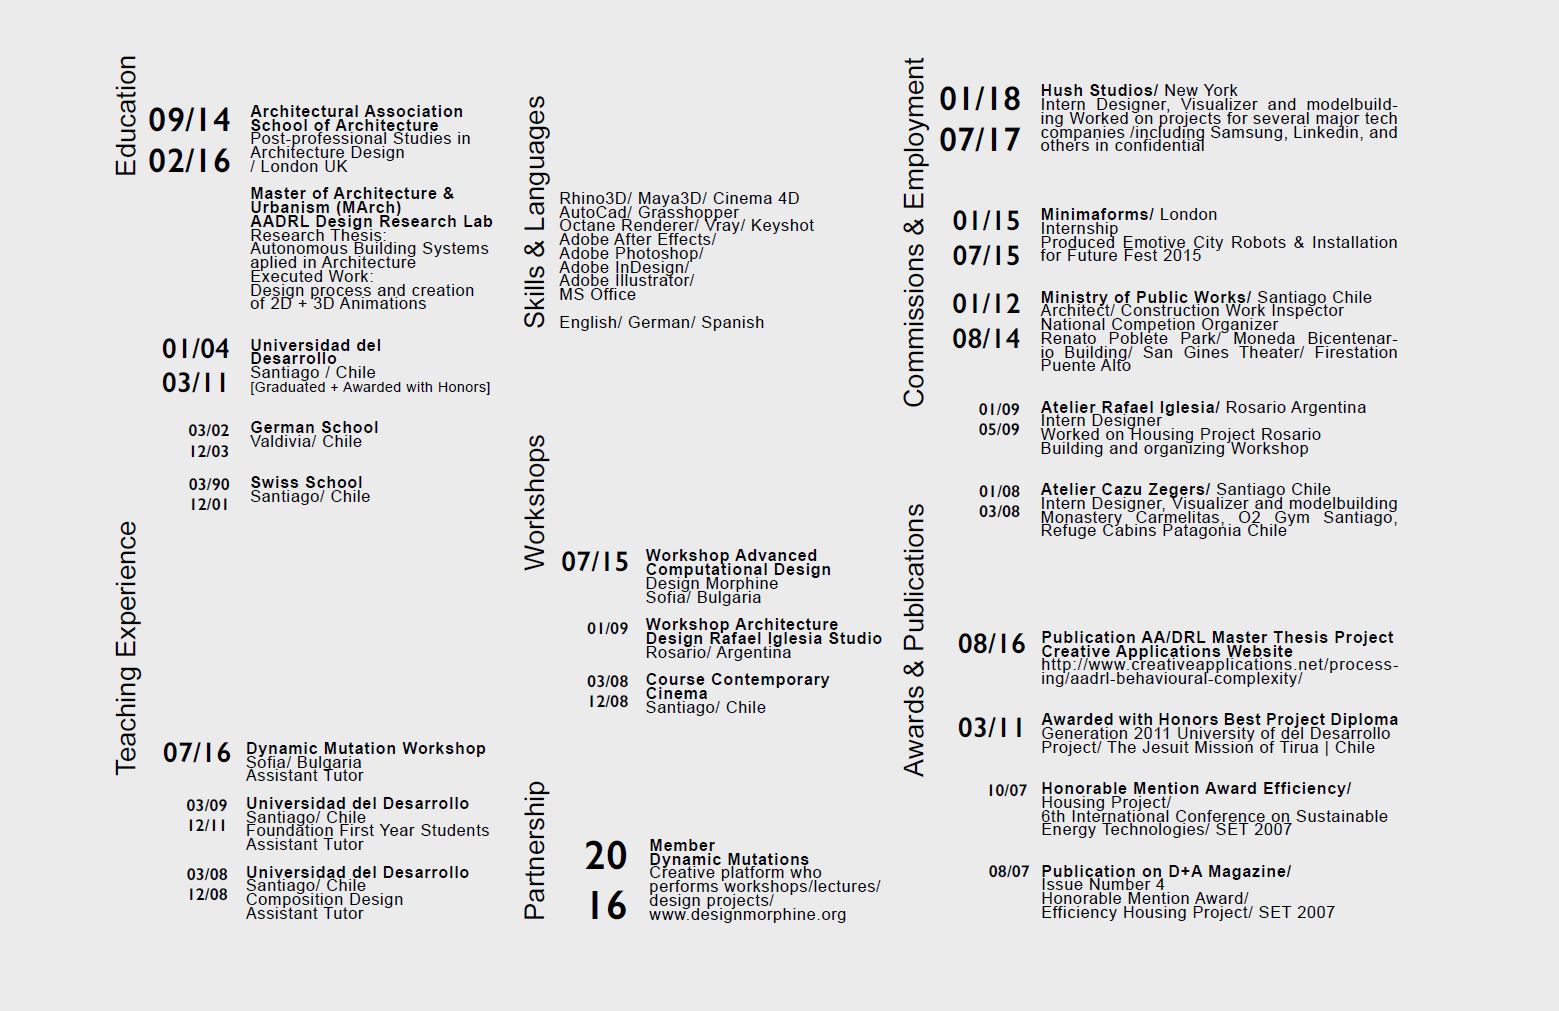 Education
09/14
02/16
Architectural Association
School of Architecture
Post-professional Studies in
Architecture Design
/ London UK
Master of Architecture &
Urbanism (MArch)
AADRL Design Research Lab
Research Thesis:
Autonomous Building Systems
aplied in Architecture
Executed Work:
Design process and creation
of 2D + 3D Animations
01/04
03/11
Universidad del
Desarrollo
Santiago / Chile
[Graduated + Awarded with Honors]
03/02
12/03
German School
Valdivia/ Chile
03/90
12/01
Swiss School
Santiago/ Chile
Teaching Experience
07/16
Dynamic Mutation Workshop
Sofia/ Bulgaria
Assistant Tutor
03/09
12/11
Universidad del Desarrollo
Santiago/ Chile
Foundation First Year Students
Assistant Tutor
03/08
12/08
Universidad del Desarrollo
Santiago/ Chile
Composition Design
Assistant Tutor
Skills & Languages
Rhino3D/ Maya3D/ Cinema 4D
AutoCad/ Grasshopper
Octane Renderer/ Vray/ Keyshot
Adobe After Effects/
Adobe Photoshop/
Adobe InDesign/
Adobe Illustrator/
MS Office
English/ German/ Spanish
Workshops
07/15
Workshop Advanced
Computational Design
Design Morphine
Sofia/ Bulgaria
01/09
Workshop Architecture
Design Rafael Iglesia Studio
Rosario/ Argentina
03/08
12/08
Course Contemporary
Cinema
Santiago/ Chile
Partnership
20
16
Member
Dynamic Mutations
Creative platform who
performs workshops/lectures/
design projects/
www.designmorphine.org
Commissions & Employment
01/18
07/17
Hush Studios/ New York
Intern Designer, Visualizer and modelbuild-
ing Worked on projects for several major tech
companies /including Samsung, Linkedin, and
others in confidential
01/15
07/15
Minimaforms/ London
Internship
Produced Emotive City Robots & Installation
for Future Fest 2015
01/12
08/14
Ministry of Public Works/ Santiago Chile
Architect/ Construction Work Inspector
National Competion Organizer
Renato Poblete Park/ Moneda Bicentenar-
io Building/ San Gines Theater/ Firestation
Puente Alto
01/09
05/09
Atelier Rafael Iglesia/ Rosario Argentina
Intern Designer
Worked on Housing Project Rosario
Building and organizing Workshop
01/08
03/08
Atelier Cazu Zegers/ Santiago Chile
Intern Designer, Visualizer and modelbuilding
Monastery Carmelitas, O2 Gym Santiago,
Refuge Cabins Patagonia Chile
Awards & Publications
08/16
Publication AA/DRL Master Thesis Project
Creative Applications Website
http://www.creativeapplications.net/process-
ing/aadrl-behavioural-complexity/
03/11
Awarded with Honors Best Project Diploma
Generation 2011 University of del Desarrollo
Project/ The Jesuit Mission of Tirua | Chile
10/07
Honorable Mention Award Efficiency/
Housing Project/
6th International Conference on Sustainable
Energy Technologies/ SET 2007
08/07
Publication on D+A Magazine/
Issue Number 4
Honorable Mention Award/
Efficiency Housing Project/ SET 2007